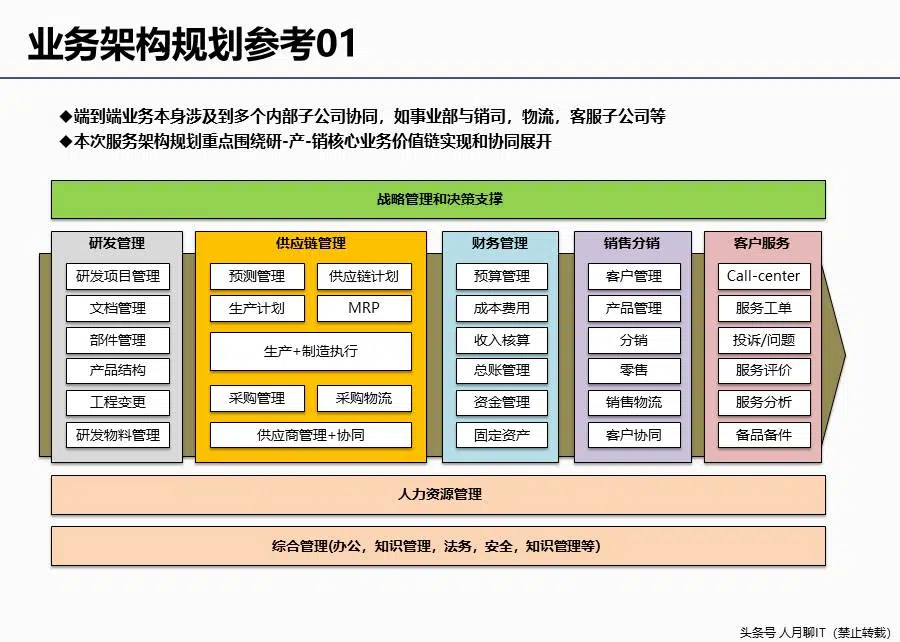 业务架构规划参考01
◆端到端业务本身涉及到多个内部子公司协同，如事业部与销司，物流，客服子公司等
◆本次服务架构规划重点围绕研-产-销核心业务价值链实现和协同展开
战略管理和决策支撑
研发管理
研发项目管理
文档管理
部件管理
产品结构
工程变更
研发物料管理
供应链管理
预测管理
供应链计划
生产计划
MRP
生产+制造执行
采购管理
采购物流
供应商管理+协同
财务管理
预算管理
成本费用
收入核算
总账管理
资金管理
固定资产
销售分销
客户管理
产品管理
分销
零售
销售物流
客户协同
客户服务
Call-center
服务工单
投诉/问题
服务评价
服务分析
备品备件
人力资源管理
综合管理(办公，知识管理，法务，安全，知识管理等)
头条号 人月聊IT（禁止转载）